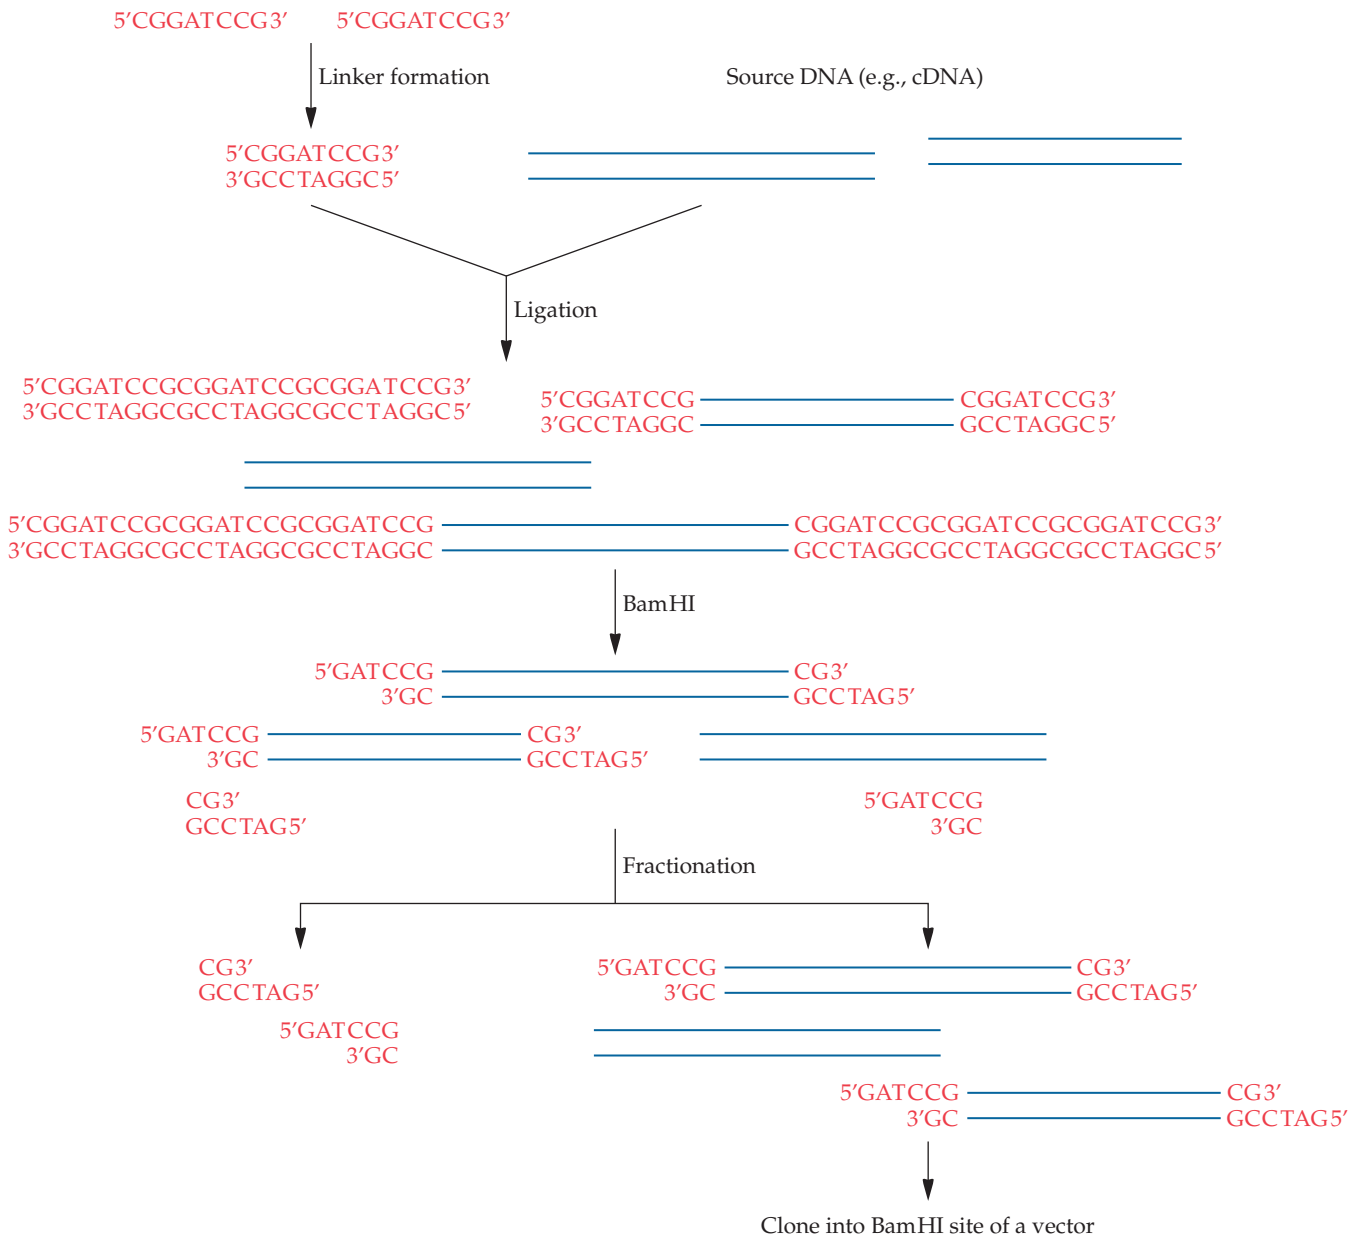 5′CGGATCCG3′ 5′CGGATCCG3′
Linker formation
Source DNA (e.g., cDNA)
5′CGGATCCG3′
3′GCCTAGGC5′
Ligation
5′CGGATCCGCGGATCCGCGGATCCG3′
3′GCCTAGGCGCCTAGGCGCCTAGGC5′
5′CGGATCCG CGGATCCG3′
3′GCCTAGGC GCCTAGGC5′
5′CGGATCCGCGGATCCGCGGATCCG CGGATCCGCGGATCCGCGGATCCG3′
3′GCCTAGGCGCCTAGGCGCCTAGGC GCCTAGGCGCCTAGGCGCCTAGGC5′
BamHI
5′GATCCG CG3′
3′GC GCCTAG5′
5′GATCCG CG3′
3′GC GCCTAG5′
CG3′
GCCTAG5′
5′GATCCG
3′GC
Fractionation
CG3′
GCCTAG5′
5′GATCCG
3′GC
5′GATCCG CG3′
3′GC GCCTAG5′
5′GATCCG CG3′
3′GC GCCTAG5′
Clone into BamHI site of a vector